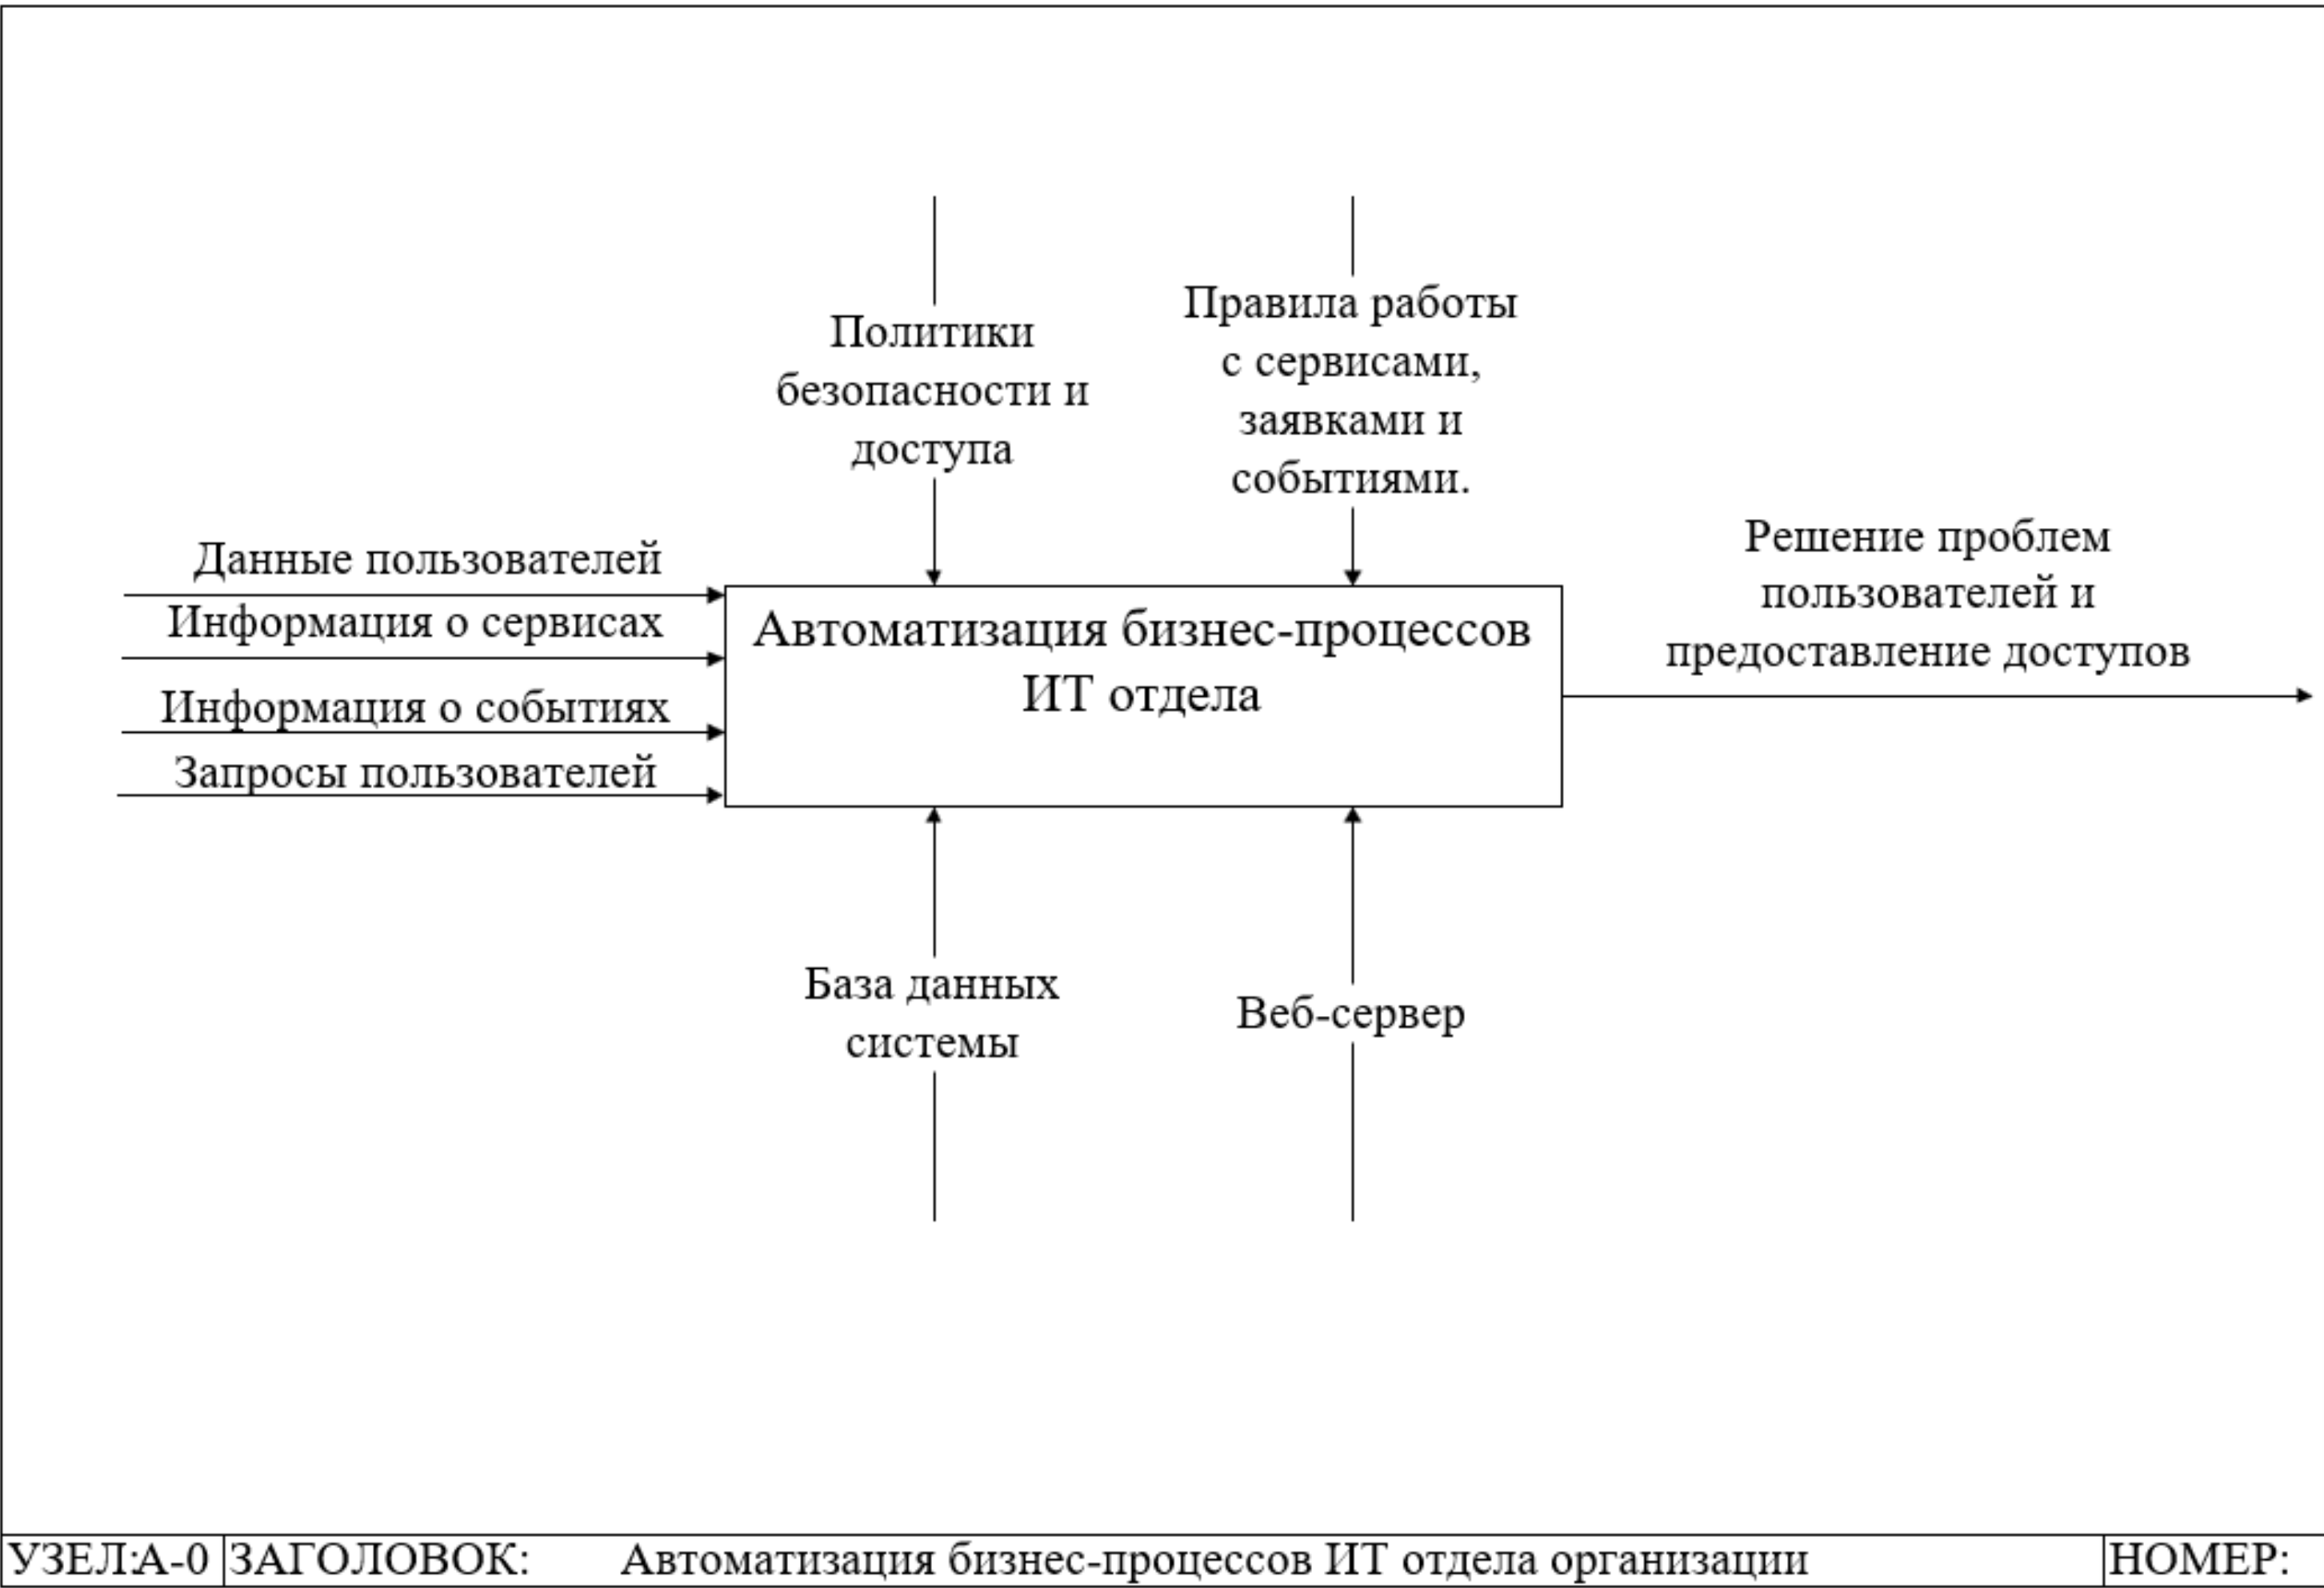 Политики
безопасности и
доступа
Правила работы
с сервисами,
заявками и
событиями.
Данные пользователей
Информация о сервисах
Информация о событиях
Запросы пользователей
Автоматизация бизнес-процессов
ИТ отдела
Решение проблем
пользователей и
предоставление доступов
База данных
системы
Веб-сервер
УЗЕЛ:А-0
ЗАГОЛОВОК: Автоматизация бизнес-процессов ИТ отдела организации
НОМЕР: